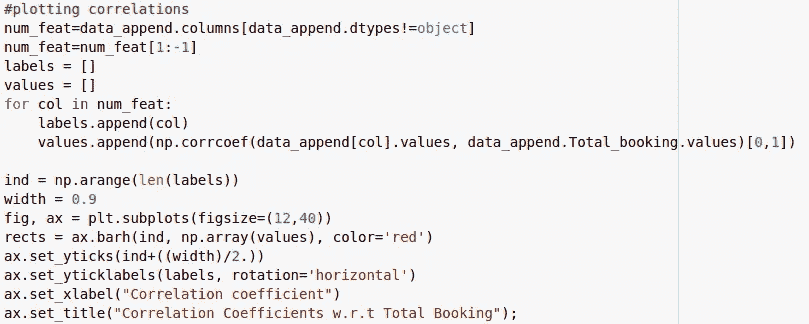 #plotting correlations
num_feat=data_append.columns[data_append.dtypes!=object]
num_feat=num_feat[1:-1]
labels = []
values = []
for col in num_feat:
    labels.append(col)
    values.append(np.corrcoef(data_append[col].values, data_append.Total_booking.values)[0,1])

ind = np.arange(len(labels))
width = 0.9
fig, ax = plt.subplots(figsize=(12,40))
rects = ax.barh(ind, np.array(values), color='red')
ax.set_yticks(ind+((width)/2.))
ax.set_yticklabels(labels, rotation='horizontal')
ax.set_xlabel("Correlation coefficient")
ax.set_title("Correlation Coefficients w.r.t Total Booking");